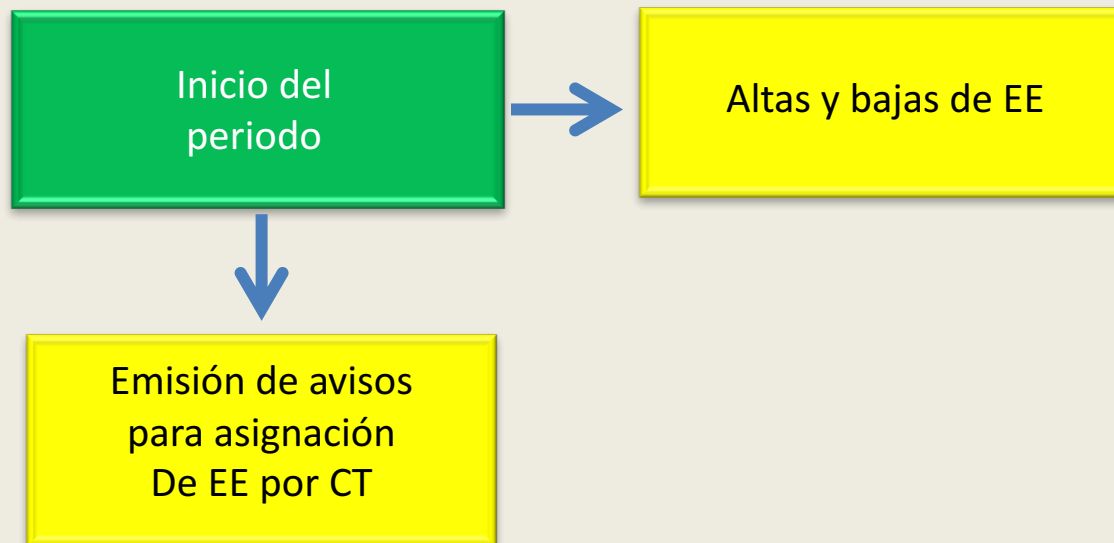 Inicio del
periodo
Altas y bajas de EE
Emisión de avisos
para asignación
De EE por CT